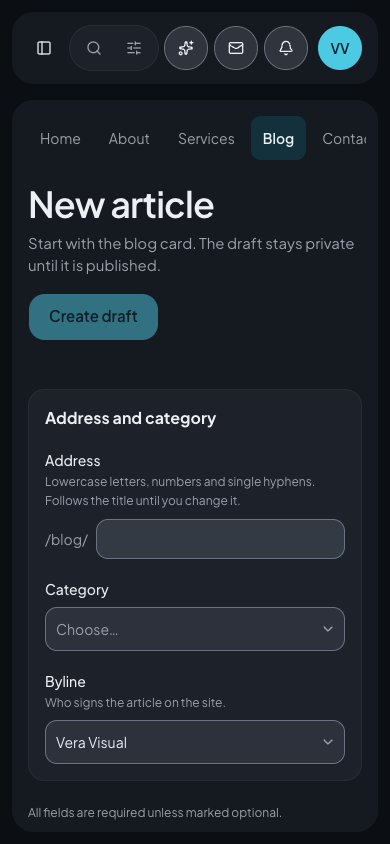 VV
Home About Services Blog Contac
New article
Start with the blog card. The draft stays private
until it is published.
Create draft
Address and category
Address
Lowercase letters, numbers and single hyphens.
Follows the title until you change it.
/blog/
Category
Choose...
Byline
Who signs the article on the site.
Vera Visual
All fields are required unless marked optional.